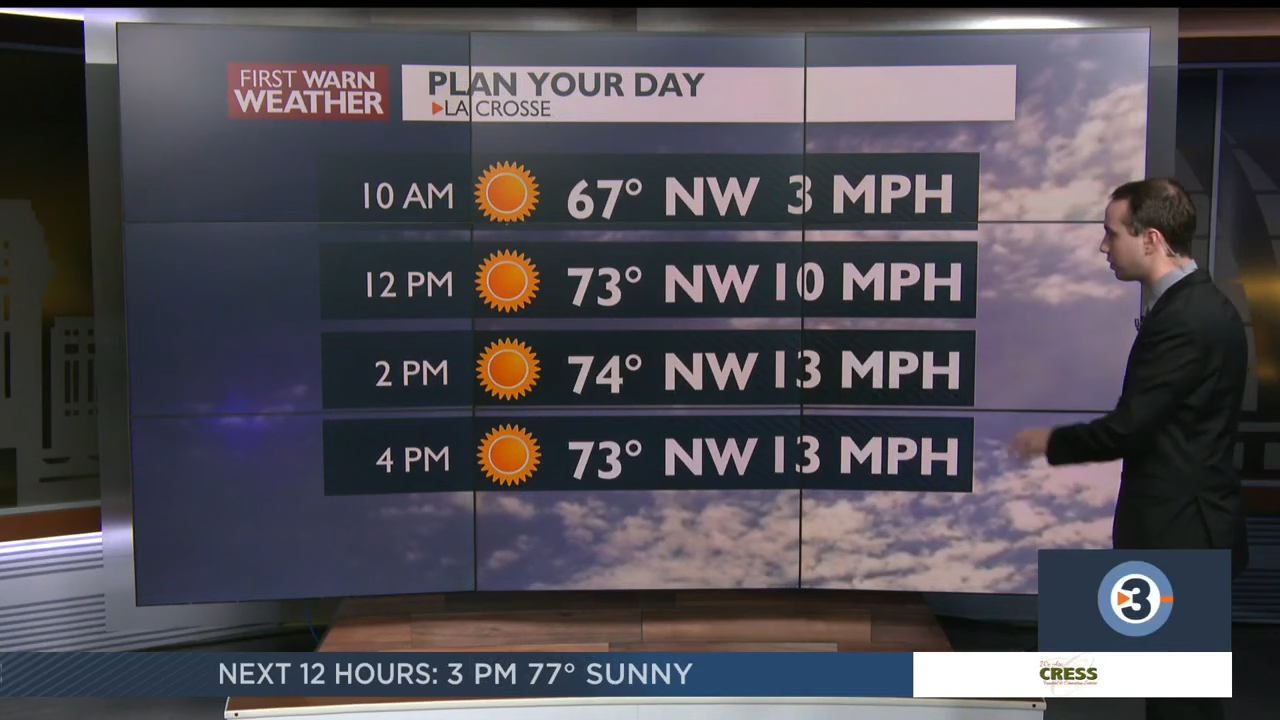 FIRST WARN
WEATHER
PLAN YOUR DAY
LA CROSSE
10 AM 67° NW 3 MPH
12 PM 73° NW 10 MPH
2 PM 74° NW 13 MPH
4 PM 73° NW 13 MPH
3
NEXT 12 HOURS: 3 PM 77° SUNNY
CRESS